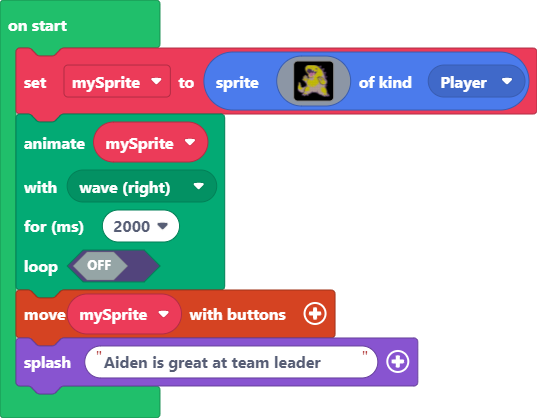 on start
set mySprite to sprite of kind Player
animate mySprite
with wave (right)
for (ms) 2000
loop OFF
move mySprite with buttons
splash "Aiden is great at team leader "